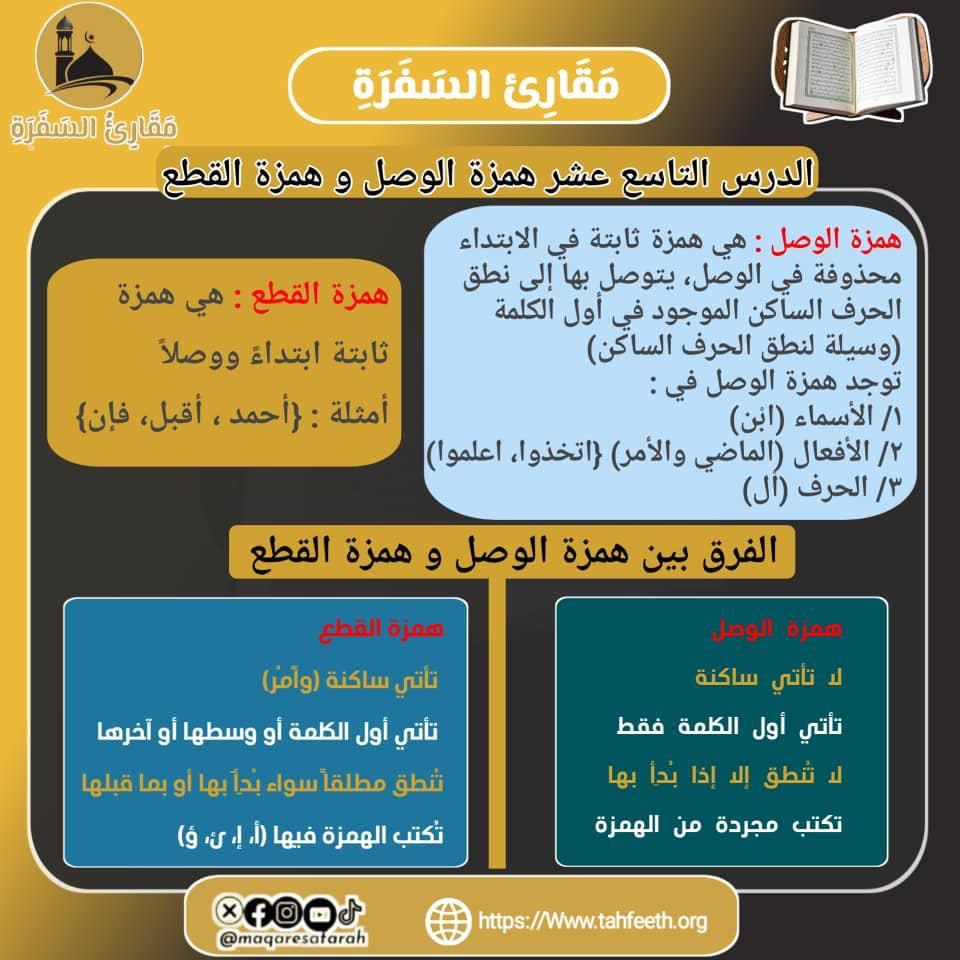 مَقَارِئُ السَفَرَةِ
مَقَارِئ السَفَرَةِ
الدرس التاسع عشر همزة الوصل و همزة القطع
همزة الوصل : هي همزة ثابتة في الابتداء
محذوفة في الوصل، يتوصل بها إلى نطق
الحرف الساكن الموجود في أول الكلمة
(وسيلة لنطق الحرف الساكن)
توجد همزة الوصل في :
١/ الأسماء (ابْن)
٢/ الأفعال (الماضي والأمر) {اتخذوا، اعلموا)
٣/ الحرف (أل)
همزة القطع : هي همزة
ثابتة ابتداءً ووصلاً
أمثلة : {أحمد ، أقبل، فإن}
الفرق بين همزة الوصل و همزة القطع
همزة الوصل
لا تأتي ساكنة
تأتي أول الكلمة فقط
لا تُنطق إلا إذا بُدِأ بها
تكتب مجردة من الهمزة
همزة القطع
تأتي ساكنة (وأْمُرْ)
تأتي أول الكلمة أو وسطها أو آخرها
تُنطق مطلقاً سواء بُدِأ بها أو بما قبلها
تُكتب الهمزة فيها (أ، إ، ئ، ؤ)
@maqaresafarah
https://Www.tahfeeth.org